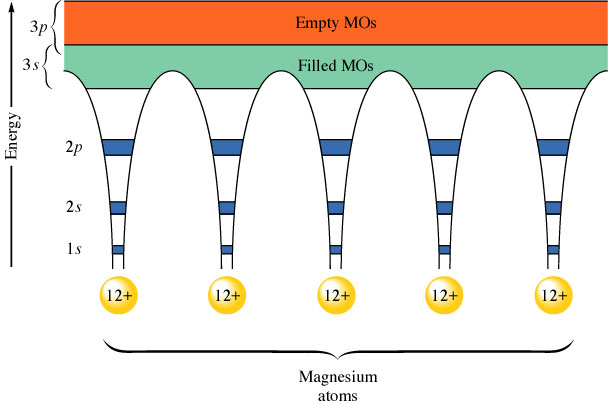 3p
Empty MOs
3s
Filled MOs
Energy
2p
2s
1s
12+ 12+ 12+ 12+ 12+
Magnesium
atoms